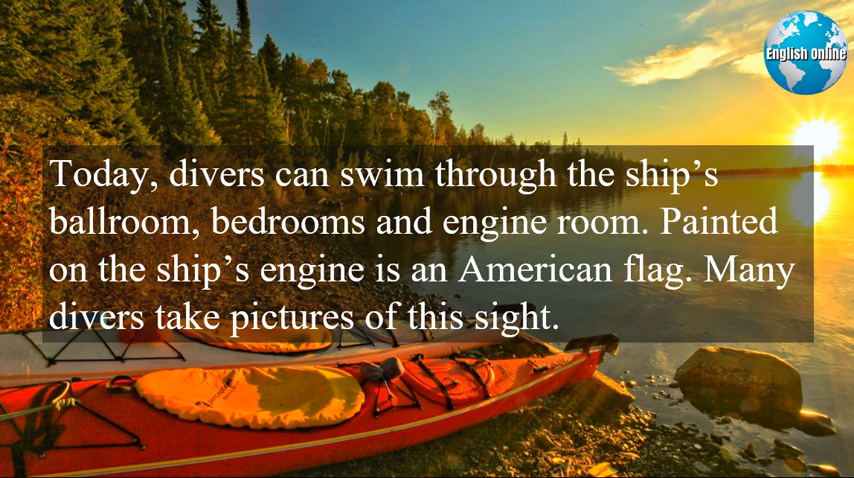 English Online
Today, divers can swim through the ship’s
ballroom, bedrooms and engine room. Painted
on the ship’s engine is an American flag. Many
divers take pictures of this sight.